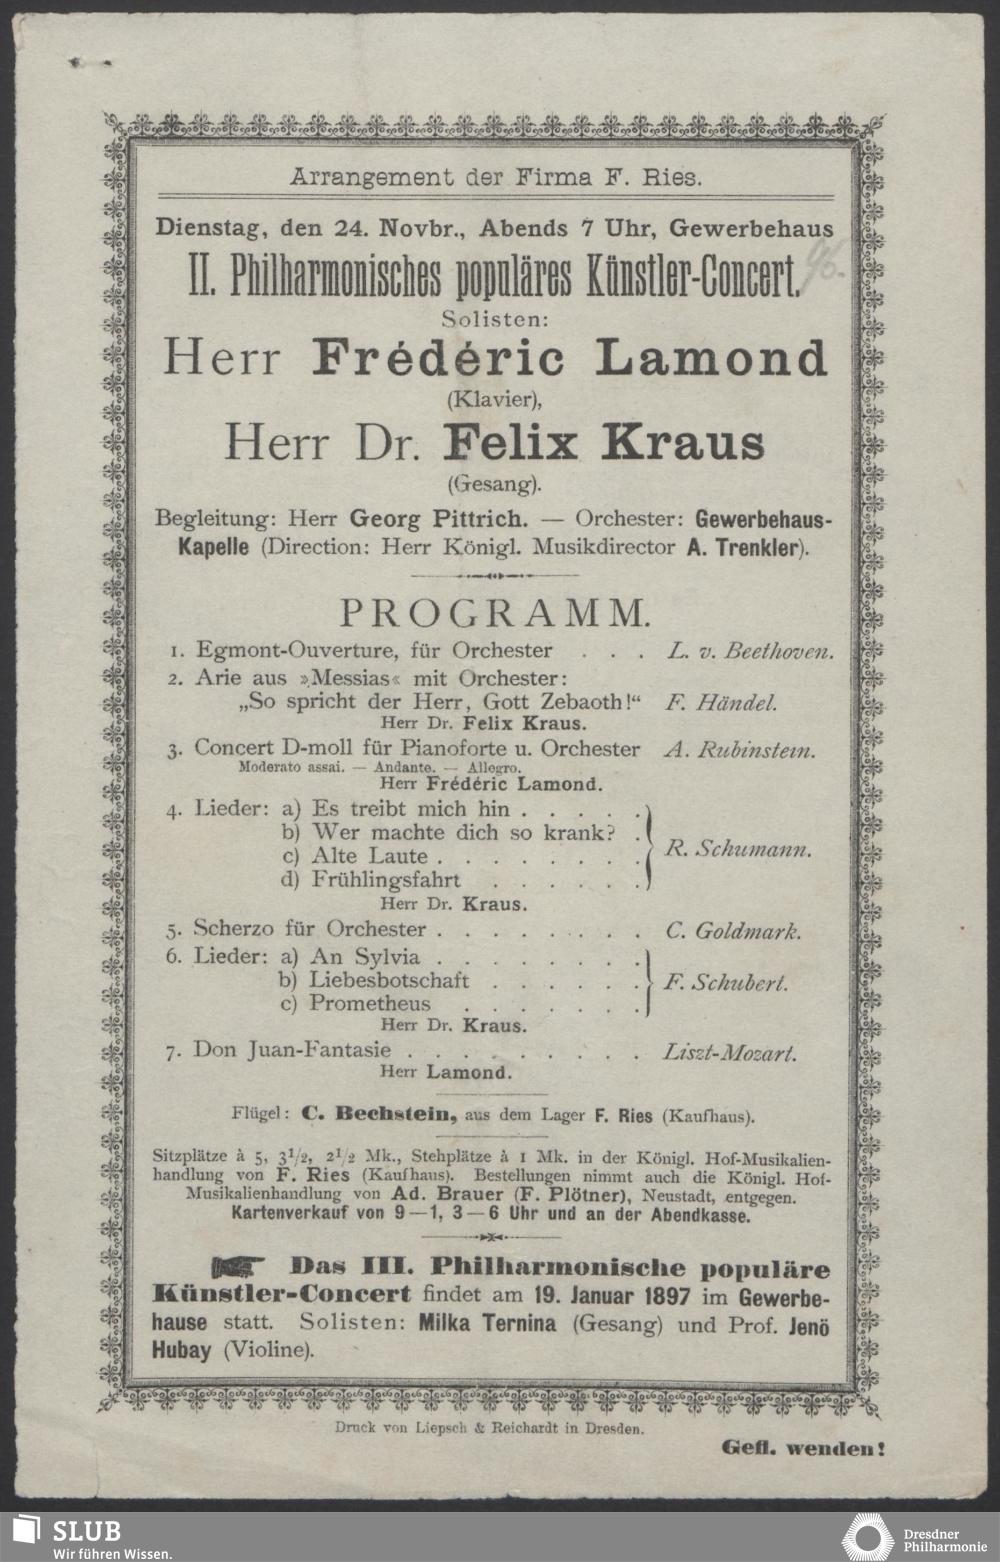 Arrangement der Firma F. Ries.
Dienstag, den 24. Novbr., Abends 7 Uhr, Gewerbehaus
II. Philharmonisches populäres Künstler-Concert.
96.
Solisten:
Herr Frédéric Lamond
(Klavier),
Herr Dr. Felix Kraus
(Gesang).
Begleitung: Herr Georg Pittrich. — Orchester: Gewerbehaus-
Kapelle (Direction: Herr Königl. Musikdirector A. Trenkler).
PROGRAMM.
1. Egmont-Ouverture, für Orchester . . . L. v. Beethoven.
2. Arie aus »Messias« mit Orchester:
„So spricht der Herr, Gott Zebaoth!“ F. Händel.
Herr Dr. Felix Kraus.
3. Concert D-moll für Pianoforte u. Orchester A. Rubinstein.
Moderato assai. — Andante. — Allegro.
Herr Frédéric Lamond.
4. Lieder: a) Es treibt mich hin . . . . .
b) Wer machte dich so krank? .
c) Alte Laute . . . . . . . .
R. Schumann.
d) Frühlingsfahrt . . . . . .
Herr Dr. Kraus.
5. Scherzo für Orchester . . . . . . . . C. Goldmark.
6. Lieder: a) An Sylvia . . . . . . . .
b) Liebesbotschaft . . . . . . F. Schubert.
c) Prometheus . . . . . . .
Herr Dr. Kraus.
7. Don Juan-Fantasie . . . . . . . . . Liszt-Mozart.
Herr Lamond.
Flügel: C. Bechstein, aus dem Lager F. Ries (Kaufhaus).
Sitzplätze à 5, 3½, 2½ Mk., Stehplätze à 1 Mk. in der Königl. Hof-Musikalien-
handlung von F. Ries (Kaufhaus). Bestellungen nimmt auch die Königl. Hof-
Musikalienhandlung von Ad. Brauer (F. Plötner), Neustadt, entgegen.
Kartenverkauf von 9—1, 3—6 Uhr und an der Abendkasse.
Das III. Philharmonische populäre
Künstler-Concert findet am 19. Januar 1897 im Gewerbe-
hause statt. Solisten: Milka Ternina (Gesang) und Prof. Jenö
Hubay (Violine).
Druck von Liepsch & Reichardt in Dresden.
Gefl. wenden!
SLUB
Wir führen Wissen.
Dresdner
Philharmonie